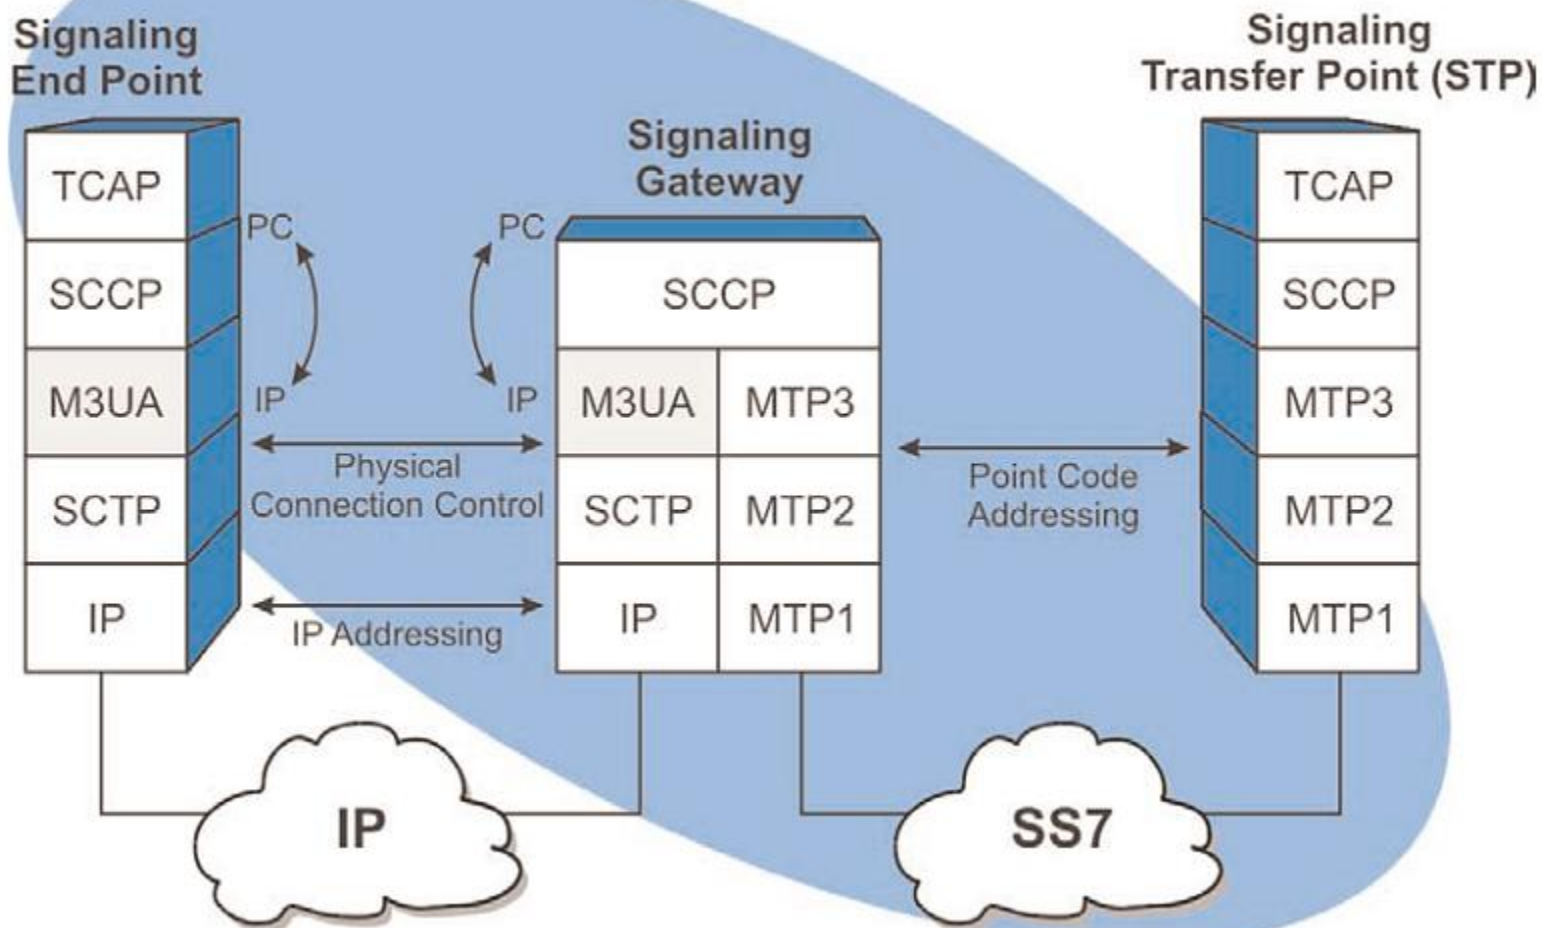 Signaling
End Point
TCAP
SCCP
M3UA
SCTP
IP
PC
IP
PC
IP
Physical
Connection Control
IP Addressing
Signaling
Gateway
SCCP
M3UA
MTP3
SCTP
MTP2
IP
MTP1
Point Code
Addressing
Signaling
Transfer Point (STP)
TCAP
SCCP
MTP3
MTP2
MTP1
IP
SS7